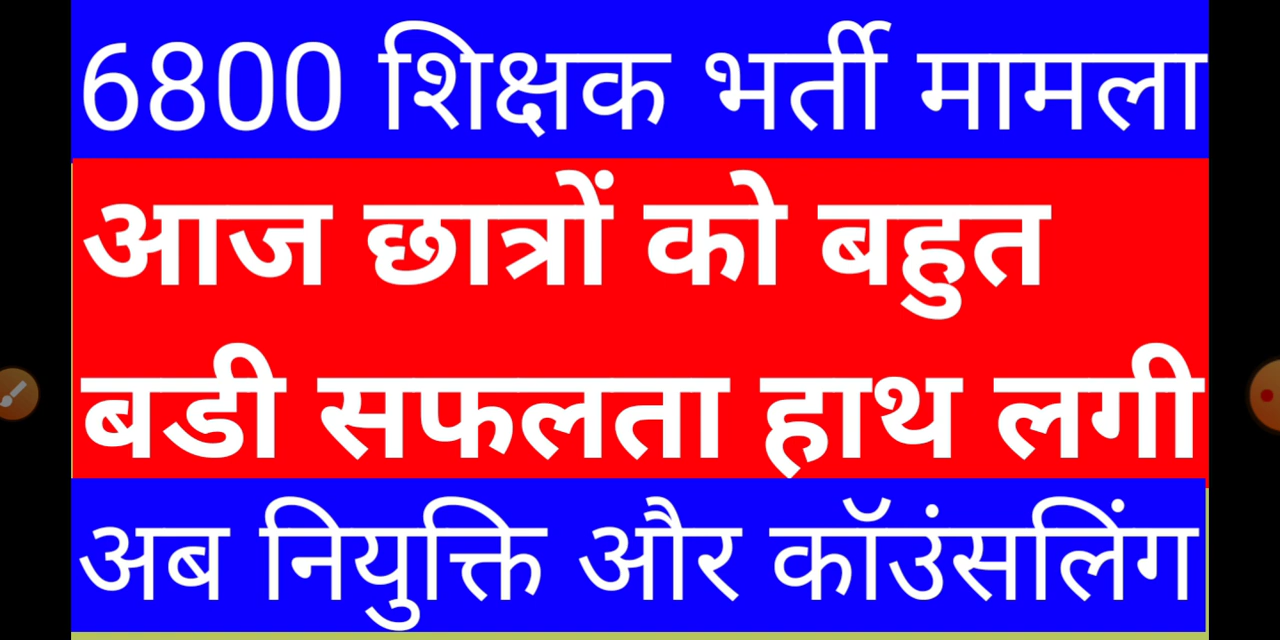 6800 शिक्षक भर्ती मामला
आज छात्रों को बहुत
बडी सफलता हाथ लगी
अब नियुक्ति और कॉउंसलिंग